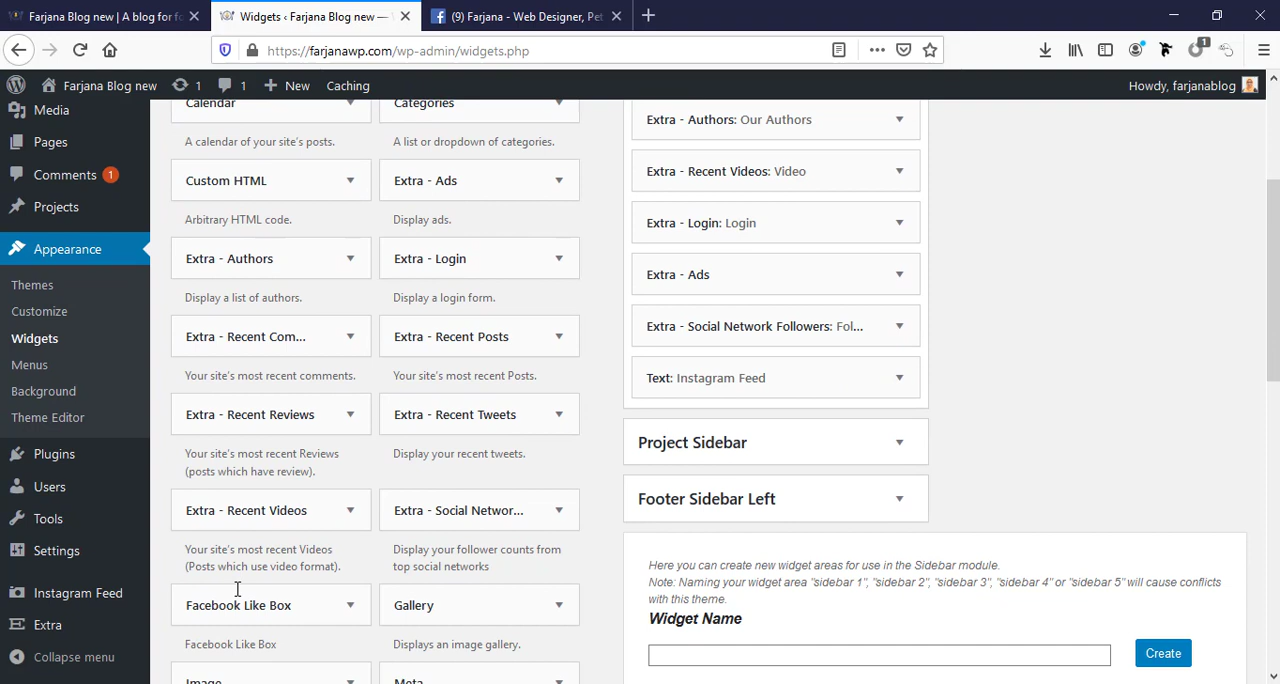 Farjana Blog new | A blog for fo
Widgets ‹ Farjana Blog new —
(9) Farjana - Web Designer, Pet
https://farjanawp.com/wp-admin/widgets.php
Farjana Blog new
1
1
New
Caching
Howdy, farjanablog
Media
Pages
Comments 1
Projects
Appearance
Themes
Customize
Widgets
Menus
Background
Theme Editor
Plugins
Users
Tools
Settings
Instagram Feed
Extra
Collapse menu
Calendar
A calendar of your site's posts.
Categories
A list or dropdown of categories.
Custom HTML
Arbitrary HTML code.
Extra - Ads
Display ads.
Extra - Authors
Display a list of authors.
Extra - Login
Display a login form.
Extra - Recent Com...
Your site's most recent comments.
Extra - Recent Posts
Your site's most recent Posts.
Extra - Recent Reviews
Your site's most recent Reviews
(posts which have review).
Extra - Recent Tweets
Display your recent tweets.
Extra - Recent Videos
Your site's most recent Videos
(Posts which use video format).
Extra - Social Networ...
Display your follower counts from
top social networks
Facebook Like Box
Facebook Like Box
Gallery
Displays an image gallery.
Image
Meta
Extra - Authors: Our Authors
Extra - Recent Videos: Video
Extra - Login: Login
Extra - Ads
Extra - Social Network Followers: Fol...
Text: Instagram Feed
Project Sidebar
Footer Sidebar Left
Here you can create new widget areas for use in the Sidebar module.
Note: Naming your widget area "sidebar 1", "sidebar 2", "sidebar 3", "sidebar 4" or "sidebar 5" will cause conflicts
with this theme.
Widget Name
Create
1